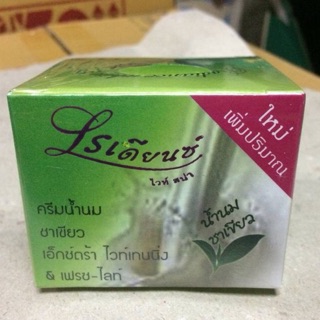 เรเดียนซ์
ไวท์ สปา
ใหม่
เพิ่มปริมาณ
ครีมน้ำนม
ชาเขียว
เอ็กซ์ตร้า ไวท์เทนนิ่ง
& เฟรช-ไลท์
น้ำนม
ชาเขียว